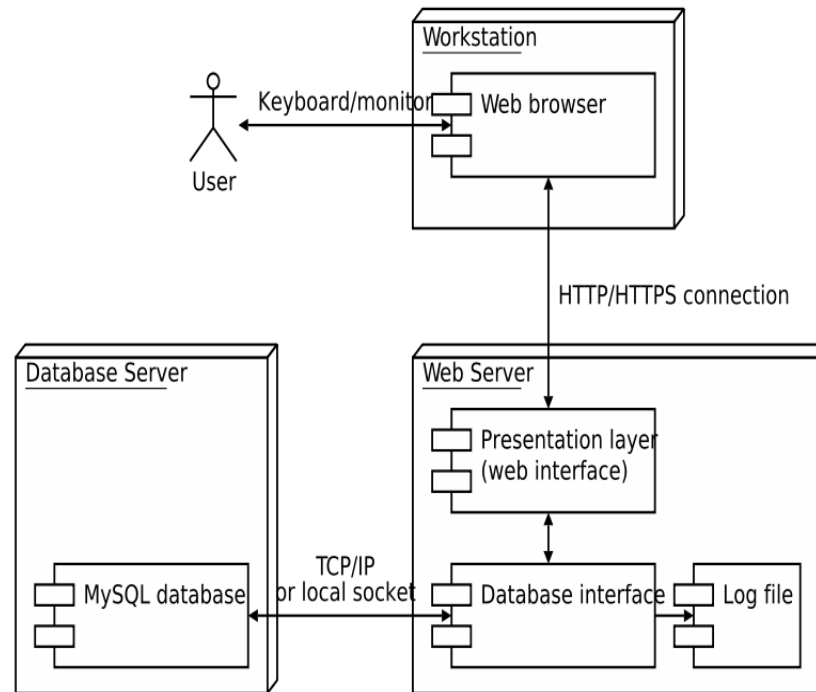 Workstation
Keyboard/monitor
Web browser
User
HTTP/HTTPS connection
Database Server
Web Server
Presentation layer
(web interface)
TCP/IP
or local socket
MySQL database
Database interface
Log file